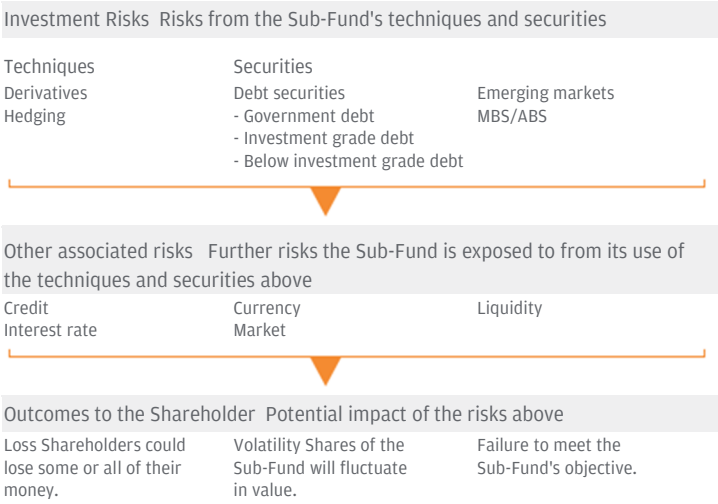 Investment Risks Risks from the Sub-Fund's techniques and securities
Techniques
Derivatives
Hedging
Securities
Debt securities
- Government debt
- Investment grade debt
- Below investment grade debt
Emerging markets
MBS/ABS
Other associated risks Further risks the Sub-Fund is exposed to from its use of
the techniques and securities above
Credit
Interest rate
Currency
Market
Liquidity
Outcomes to the Shareholder Potential impact of the risks above
Loss Shareholders could
lose some or all of their
money.
Volatility Shares of the
Sub-Fund will fluctuate
in value.
Failure to meet the
Sub-Fund's objective.